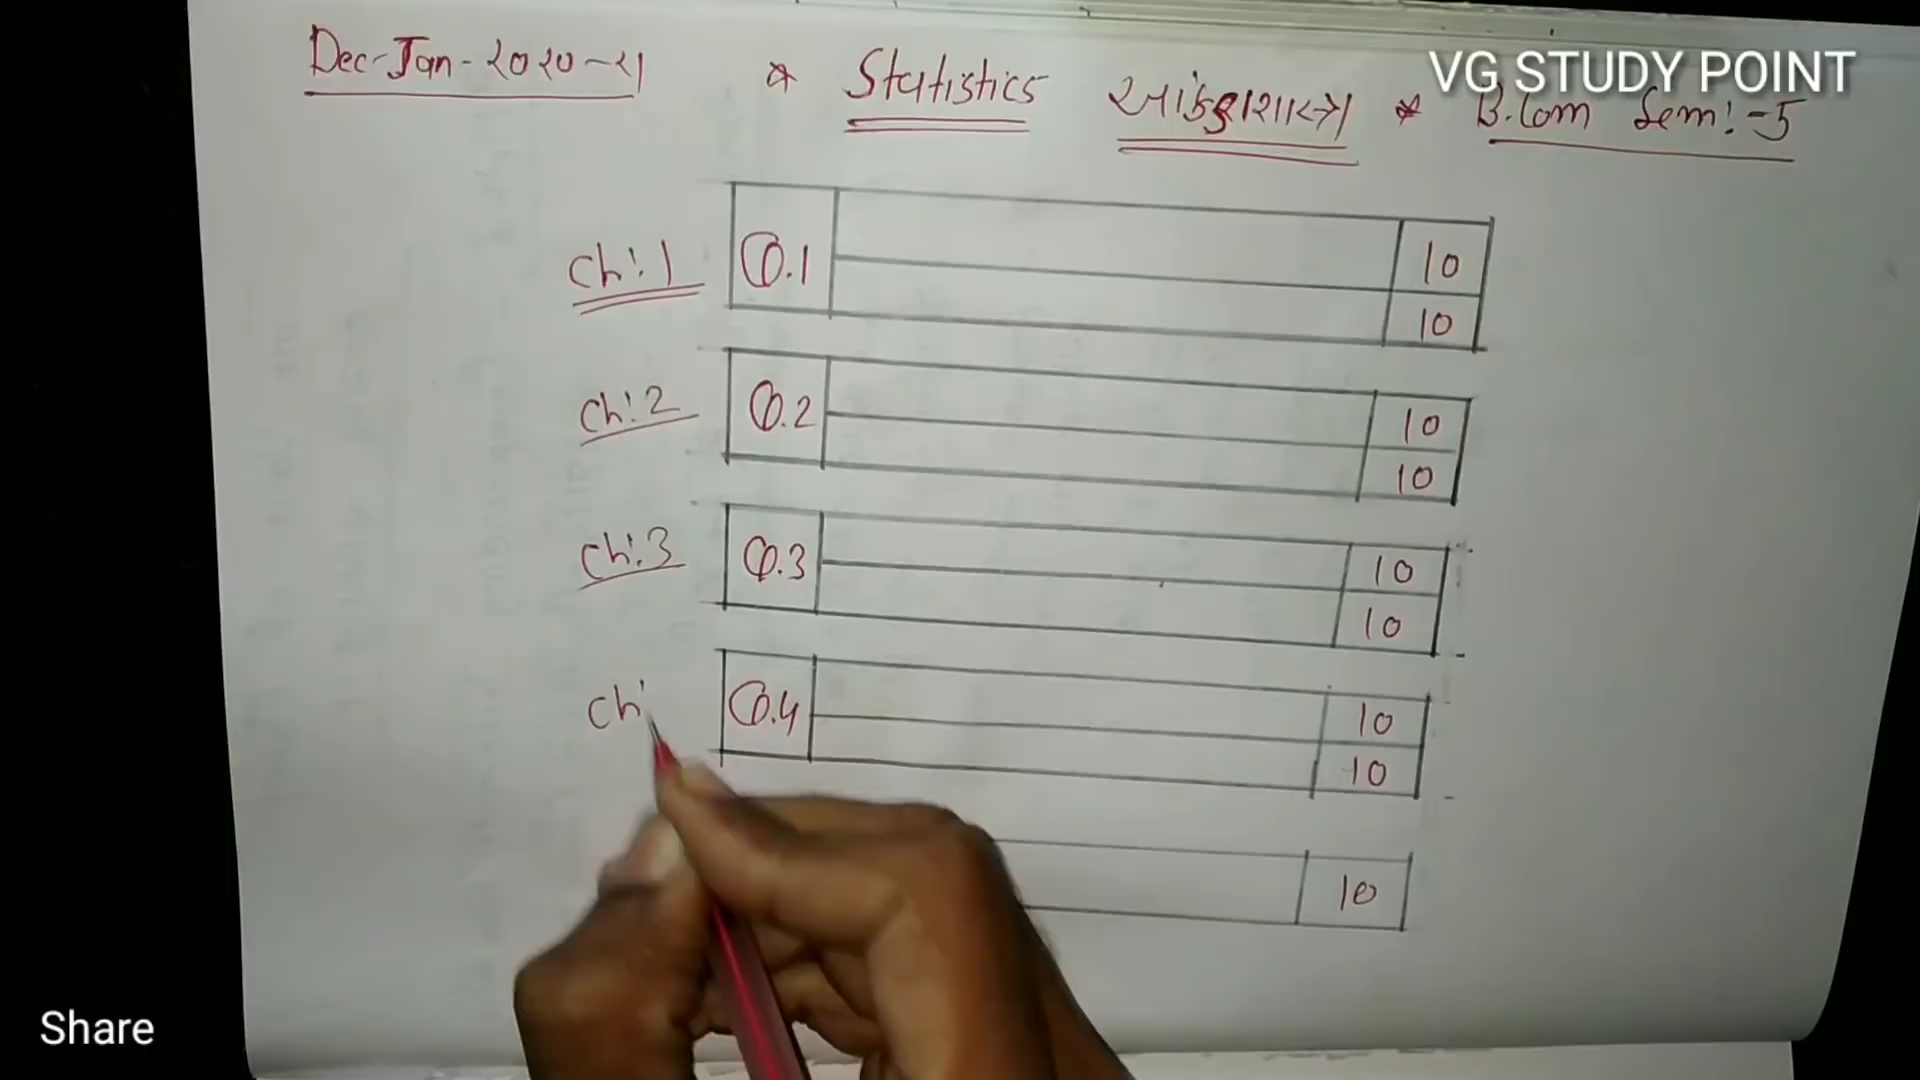 VG STUDY POINT
Dec-Jan-2020-21 * Statistics આંકડાશાસ્ત્ર * B.Com Sem:-5
Ch:1 Q.1 10
10
Ch:2 Q.2 10
10
Ch:3 Q.3 10
10
Ch: Q.4 10
10
10
Share